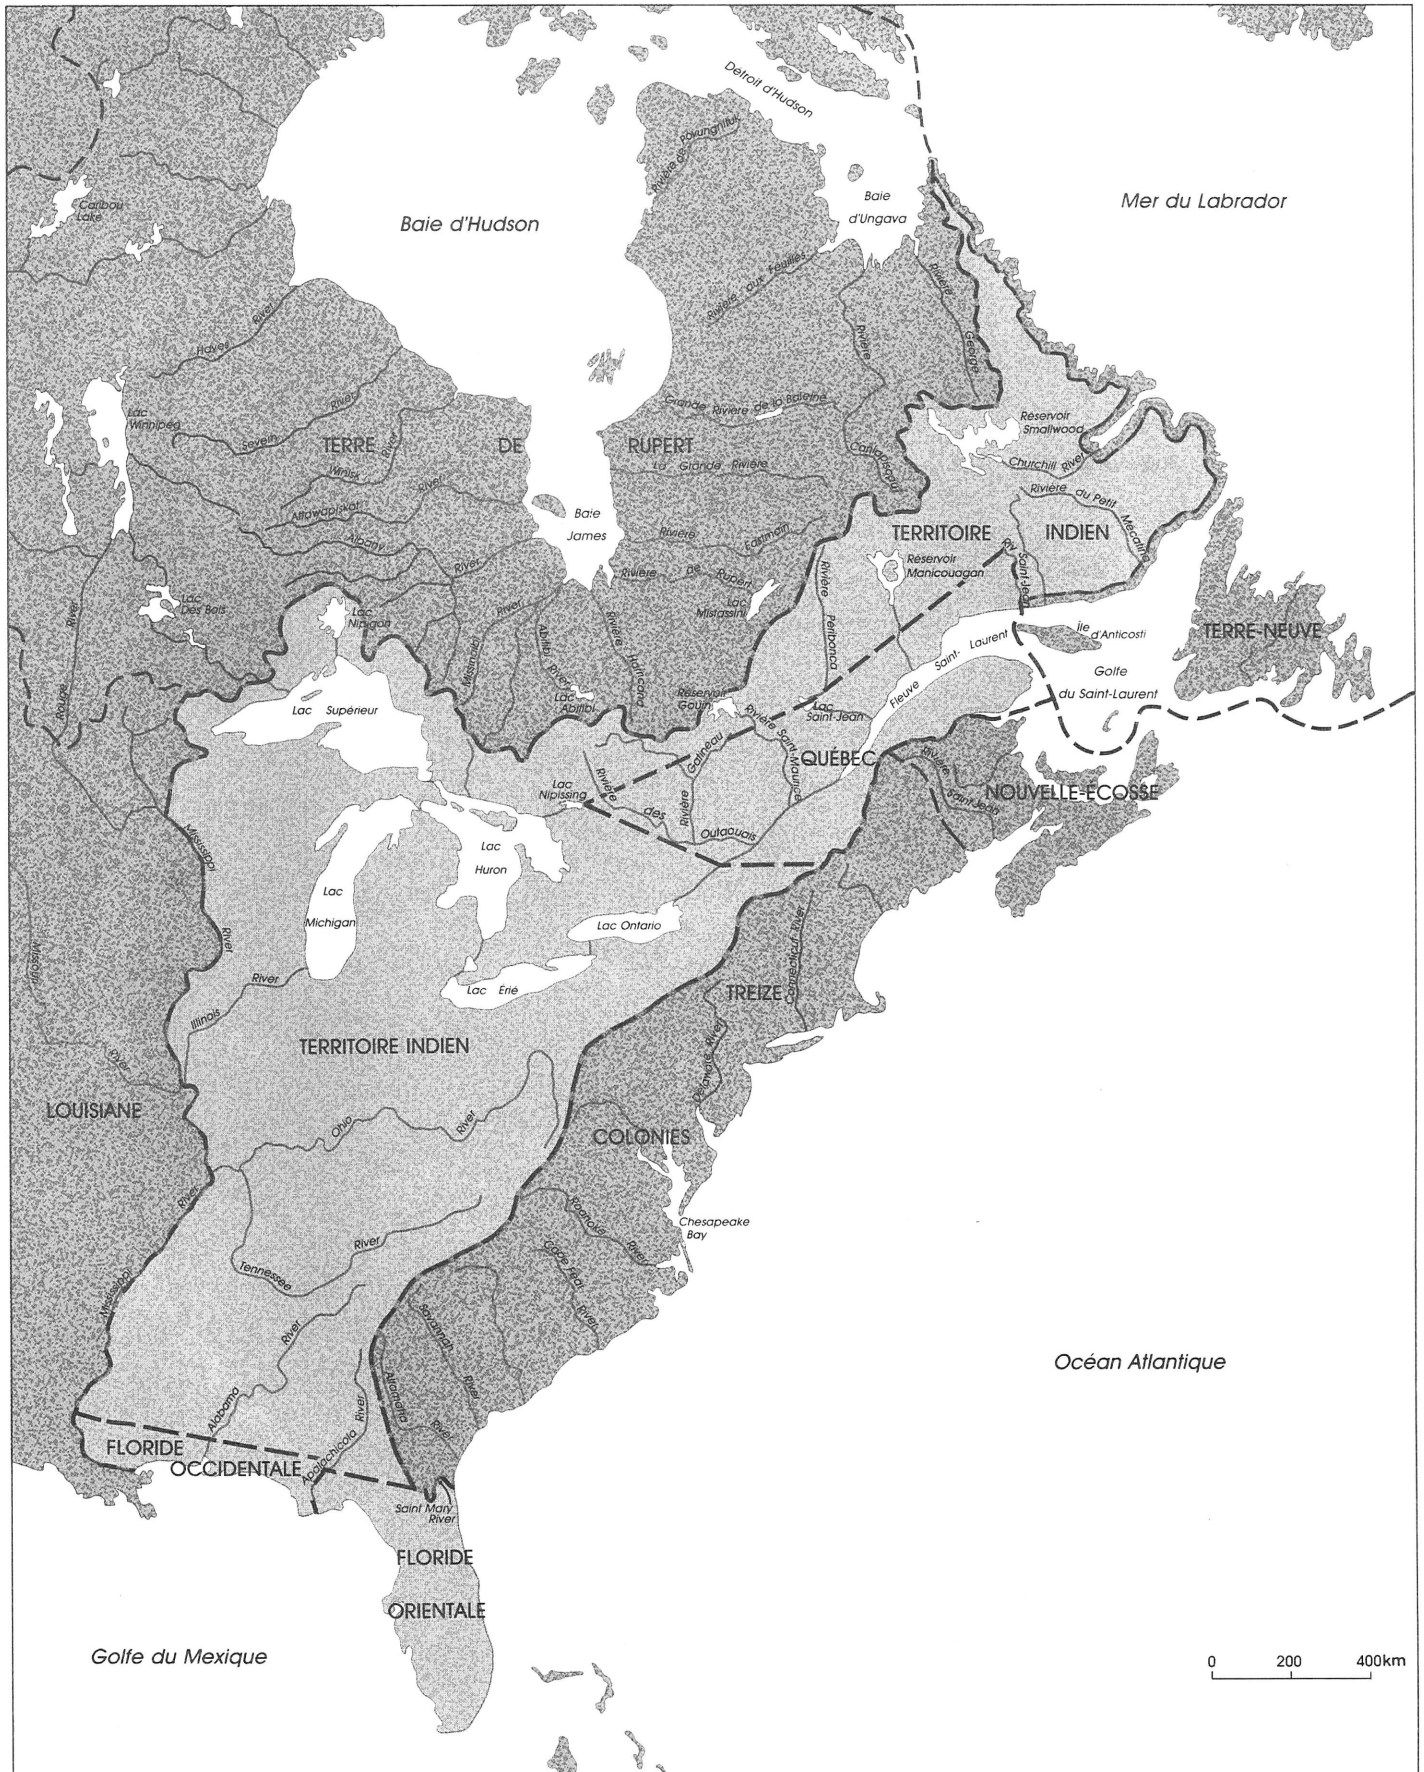 Détroit d'Hudson
Rivière de Povungnituk
Mer du Labrador
Baie
d'Ungava
Caribou
Lake
Baie d'Hudson
Rivière aux Feuilles
Rivière
George
Hayes River
Rivière
Caniapiscau
Grande Rivière de la Baleine
Réservoir
Smallwood
Lac
Winnipeg
Severn River
TERRE DE RUPERT
La Grande Rivière
Churchill River
Winisk River
Rivière du Petit Mécatina
Attawapiskat River
Baie
James
TERRITOIRE INDIEN
Albany River
Rivière Eastmain
Riv. Saint-Jean
Réservoir
Manicouagan
Rivière de Rupert
Lac
Mistassini
Rivière Péribonca
Lac
Des Bois
Lac
Nipigon
Abitibi River
Rivière Harricana
Île
d'Anticosti
TERRE-NEUVE
Rouge River
Fleuve Saint-Laurent
Golfe
du Saint-Laurent
Lac
Abitibi
Réservoir
Gouin
Lac Supérieur
Lac
Saint-Jean
Rivière Saint-Maurice
QUÉBEC
Rivière Gatineau
Lac
Nipissing
Rivière des Outaouais
Rivière
Saint-Jean
NOUVELLE-ÉCOSSE
Mississippi River
Lac
Huron
Lac
Michigan
Lac Ontario
Missouri River
Connecticut River
Illinois River
Lac Érié
TREIZE
TERRITOIRE INDIEN
Delaware River
LOUISIANE
Ohio River
COLONIES
Mississippi River
Chesapeake
Bay
Roanoke River
Tennessee River
Cape Fear River
Savannah River
Alabama River
Océan Atlantique
Apalachicola River
Altamaha River
FLORIDE
OCCIDENTALE
Saint Mary
River
FLORIDE
ORIENTALE
Golfe du Mexique
0 200 400km